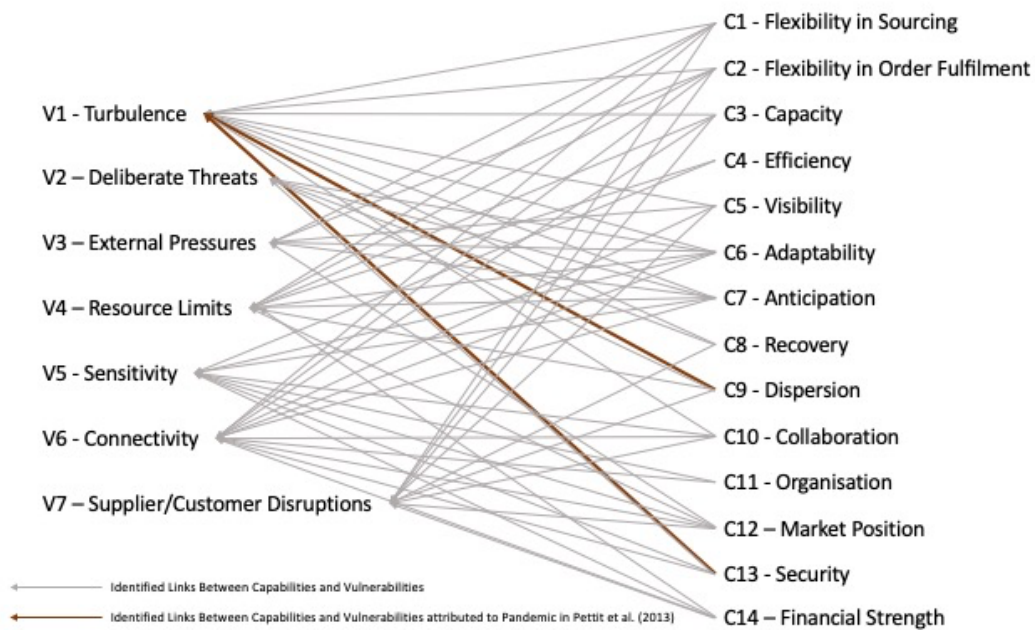 V1 - Turbulence
V2 – Deliberate Threats
V3 – External Pressures
V4 – Resource Limits
V5 - Sensitivity
V6 - Connectivity
V7 – Supplier/Customer Disruptions
C1 - Flexibility in Sourcing
C2 - Flexibility in Order Fulfilment
C3 - Capacity
C4 - Efficiency
C5 - Visibility
C6 - Adaptability
C7 - Anticipation
C8 - Recovery
C9 - Dispersion
C10 - Collaboration
C11 - Organisation
C12 – Market Position
C13 - Security
C14 – Financial Strength
Identified Links Between Capabilities and Vulnerabilities
Identified Links Between Capabilities and Vulnerabilities attributed to Pandemic in Pettit et al. (2013)